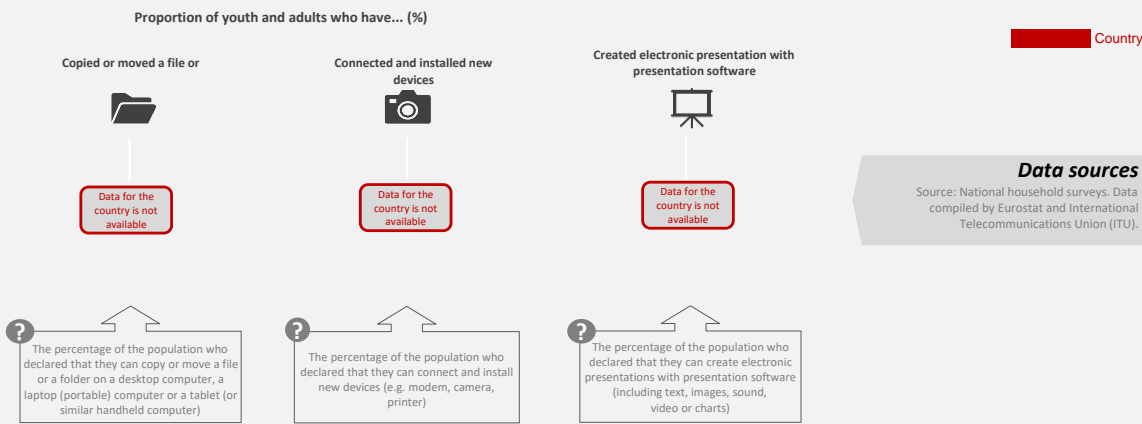 Proportion of youth and adults who have... (%)
Country
Copied or moved a file or
Connected and installed new
devices
Created electronic presentation with
presentation software
Data for the
country is not
available
Data for the
country is not
available
Data for the
country is not
available
Data sources
Source: National household surveys. Data
compiled by Eurostat and International
Telecommunications Union (ITU).
?
The percentage of the population who
declared that they can copy or move a file
or a folder on a desktop computer, a
laptop (portable) computer or a tablet (or
similar handheld computer)
?
The percentage of the population who
declared that they can connect and install
new devices (e.g. modem, camera,
printer)
?
The percentage of the population who
declared that they can create electronic
presentations with presentation software
(including text, images, sound,
video or charts)